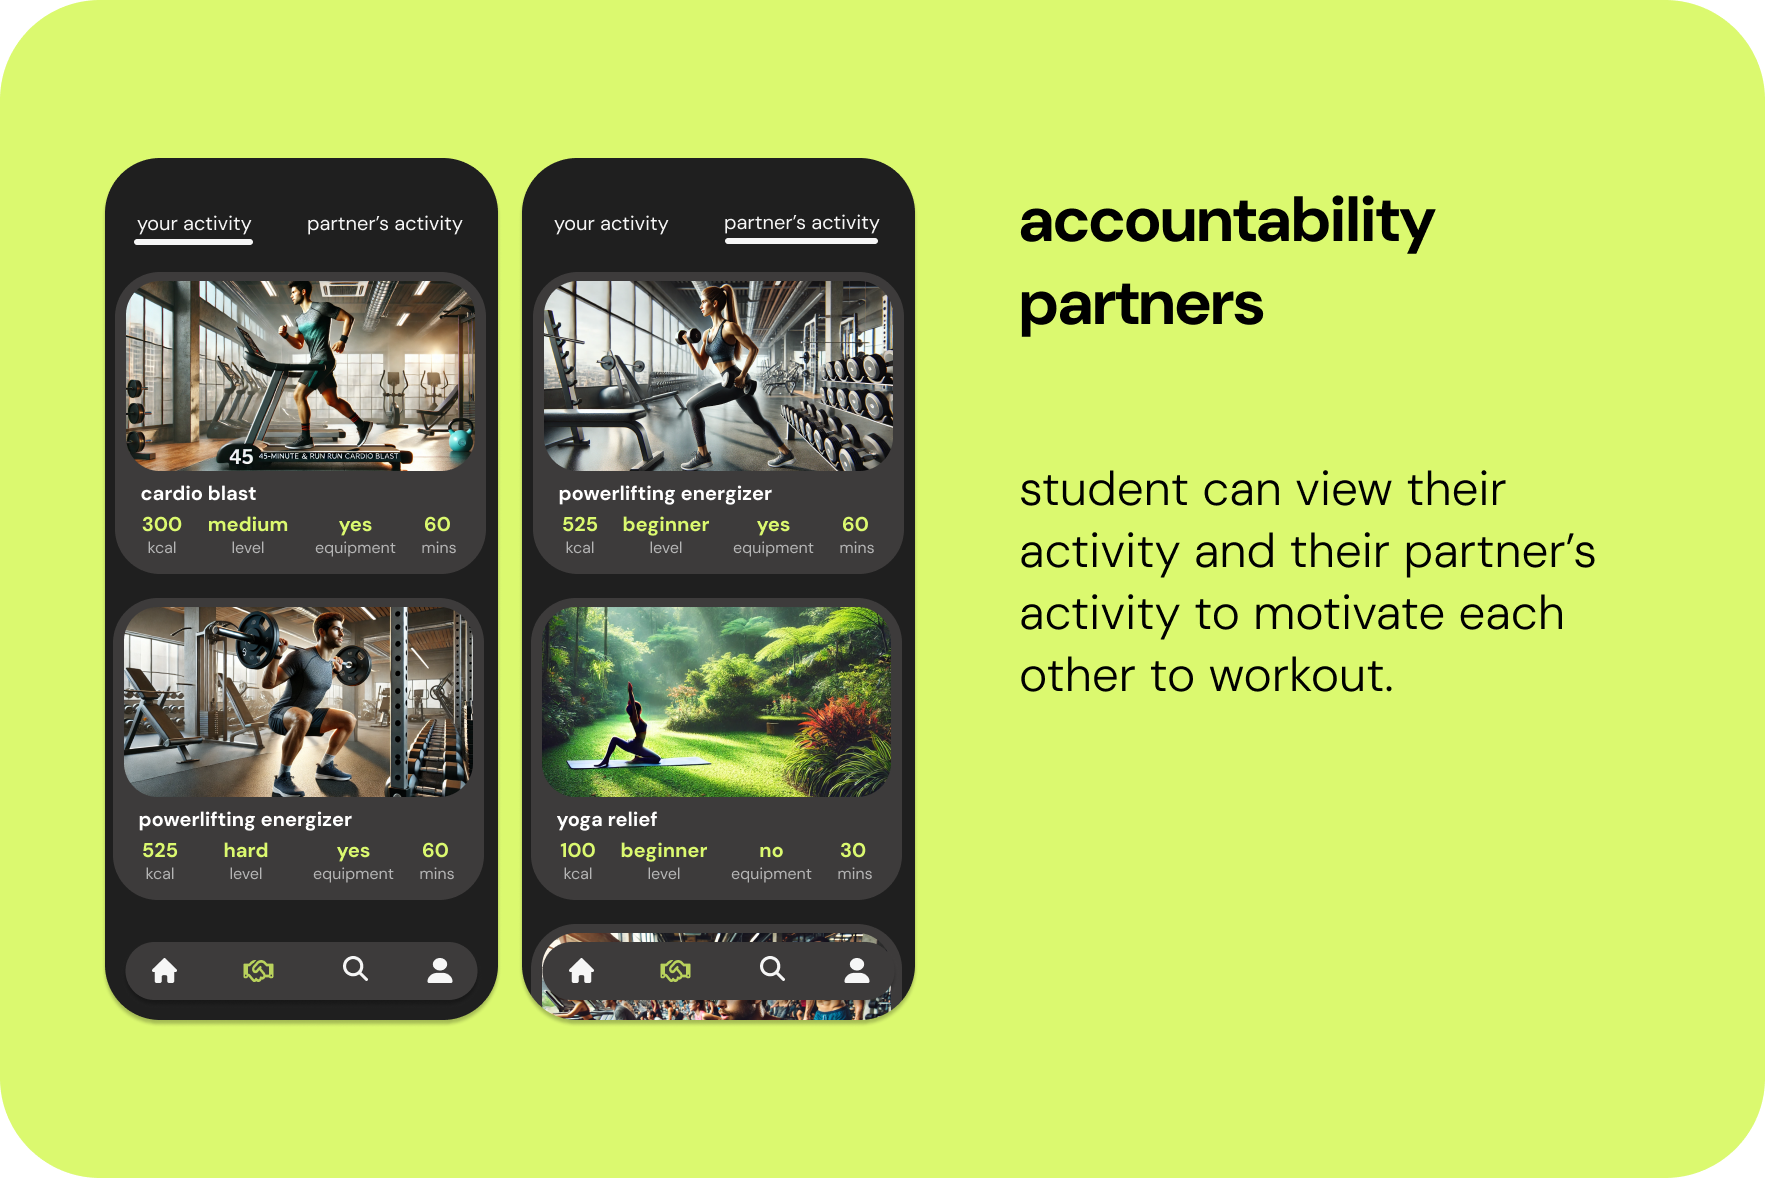 your activity
partner's activity
45 45-MINUTE & RUN RUN CARDIO BLAST
cardio blast
300 medium yes 60
kcal level equipment mins
powerlifting energizer
525 hard yes 60
kcal level equipment mins
your activity
partner's activity
powerlifting energizer
525 beginner yes 60
kcal level equipment mins
yoga relief
100 beginner no 30
kcal level equipment mins
accountability
partners
student can view their
activity and their partner's
activity to motivate each
other to workout.